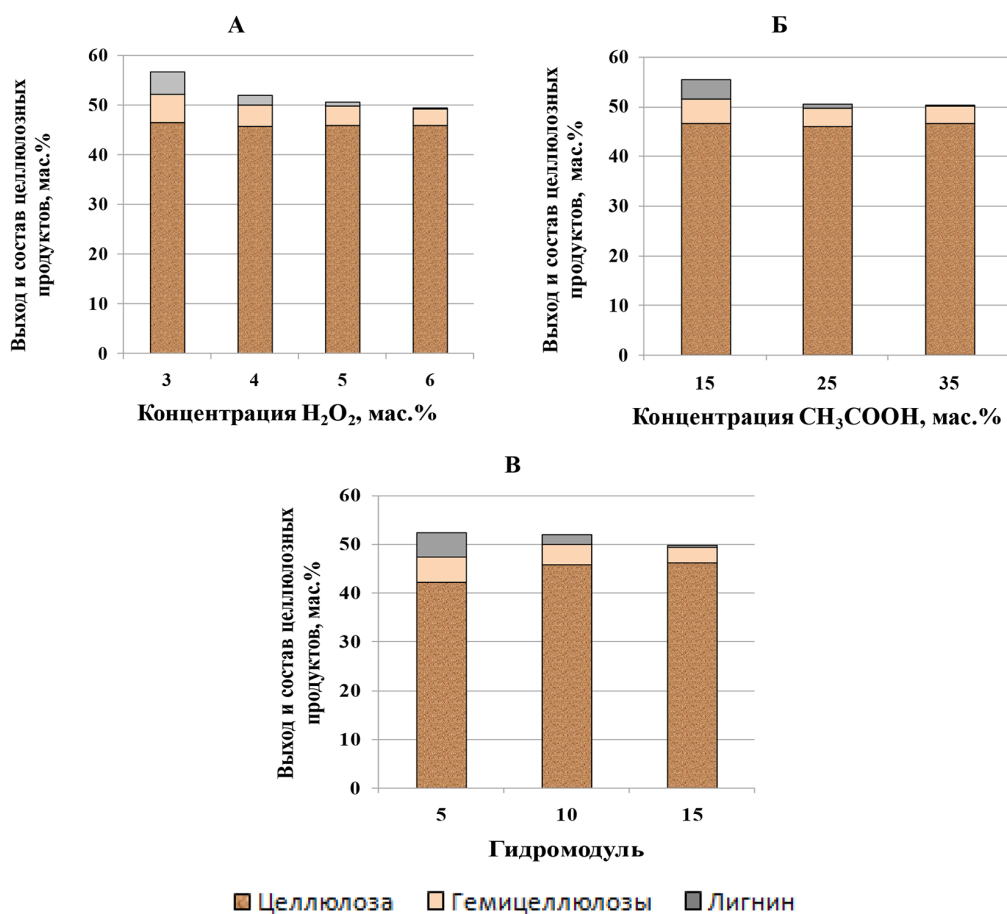 А
Выход и состав целлюлозных
продуктов, мас.%
60
50
40
30
20
10
0
3 4 5 6
Концентрация H₂O₂, мас.%
Б
Выход и состав целлюлозных
продуктов, мас.%
60
50
40
30
20
10
0
15 25 35
Концентрация CH₃COOH, мас.%
В
Выход и состав целлюлозных
продуктов, мас.%
60
50
40
30
20
10
0
5 10 15
Гидромодуль
Целлюлоза Гемицеллюлозы Лигнин